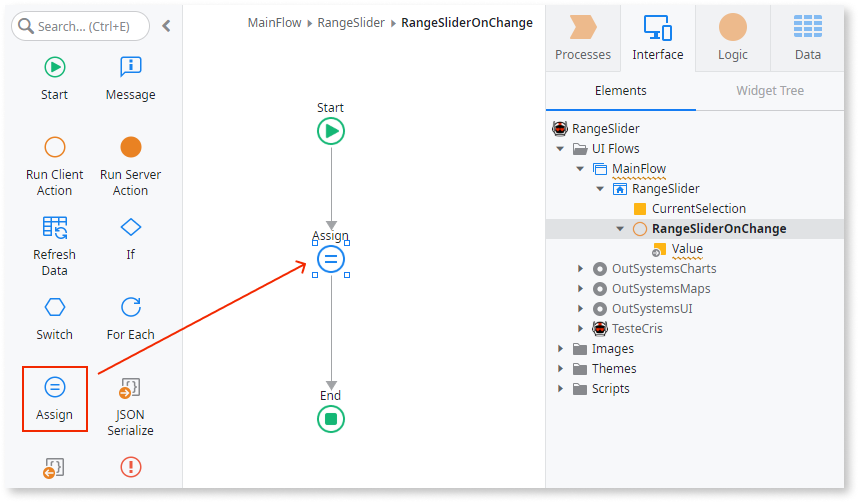 Search... (Ctrl+E)
Start
Message
Run Client
Action
Run Server
Action
Refresh
Data
If
Switch
For Each
Assign
JSON
Serialize
MainFlow
RangeSlider
RangeSliderOnChange
Start
Assign
End
Processes
Interface
Logic
Data
Elements
Widget Tree
RangeSlider
UI Flows
MainFlow
RangeSlider
CurrentSelection
RangeSliderOnChange
Value
OutSystemsCharts
OutSystemsMaps
OutSystemsUI
TesteCris
Images
Themes
Scripts